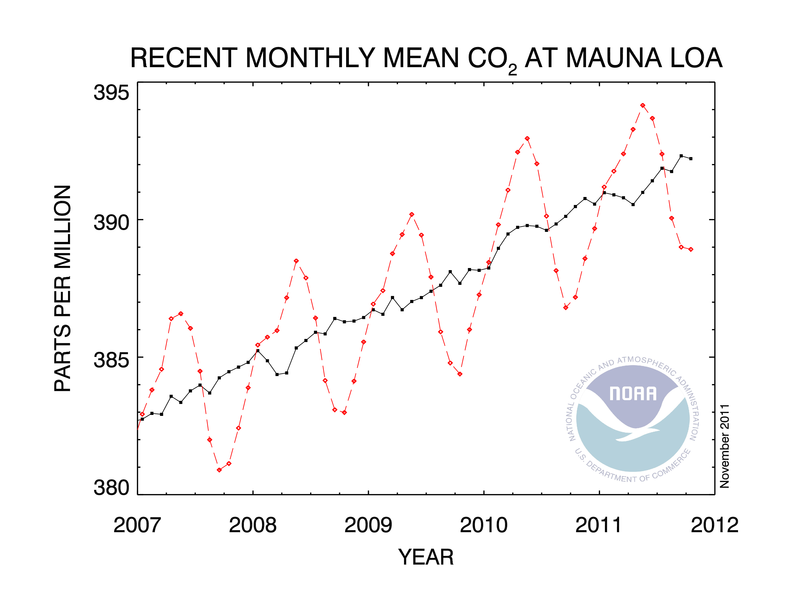 RECENT MONTHLY MEAN CO₂ AT MAUNA LOA
395
390
385
380
PARTS PER MILLION
2007 2008 2009 2010 2011 2012
YEAR
NATIONAL OCEANIC AND ATMOSPHERIC ADMINISTRATION
NOAA
U.S. DEPARTMENT OF COMMERCE
November 2011